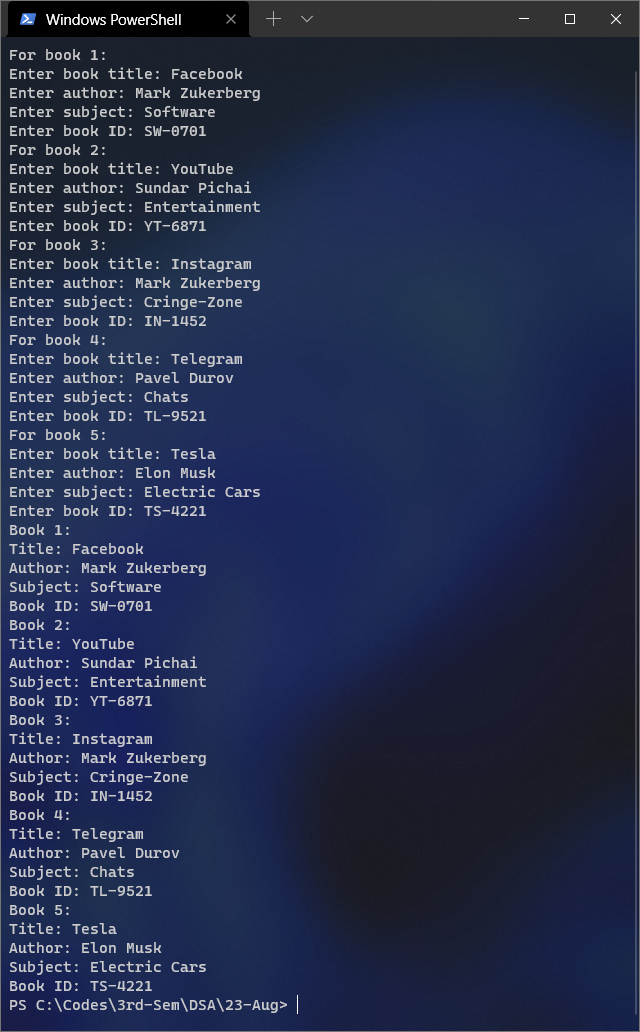 Windows PowerShell
For book 1:
Enter book title: Facebook
Enter author: Mark Zukerberg
Enter subject: Software
Enter book ID: SW-0701
For book 2:
Enter book title: YouTube
Enter author: Sundar Pichai
Enter subject: Entertainment
Enter book ID: YT-6871
For book 3:
Enter book title: Instagram
Enter author: Mark Zukerberg
Enter subject: Cringe-Zone
Enter book ID: IN-1452
For book 4:
Enter book title: Telegram
Enter author: Pavel Durov
Enter subject: Chats
Enter book ID: TL-9521
For book 5:
Enter book title: Tesla
Enter author: Elon Musk
Enter subject: Electric Cars
Enter book ID: TS-4221
Book 1:
Title: Facebook
Author: Mark Zukerberg
Subject: Software
Book ID: SW-0701
Book 2:
Title: YouTube
Author: Sundar Pichai
Subject: Entertainment
Book ID: YT-6871
Book 3:
Title: Instagram
Author: Mark Zukerberg
Subject: Cringe-Zone
Book ID: IN-1452
Book 4:
Title: Telegram
Author: Pavel Durov
Subject: Chats
Book ID: TL-9521
Book 5:
Title: Tesla
Author: Elon Musk
Subject: Electric Cars
Book ID: TS-4221
PS C:\Codes\3rd-Sem\DSA\23-Aug>